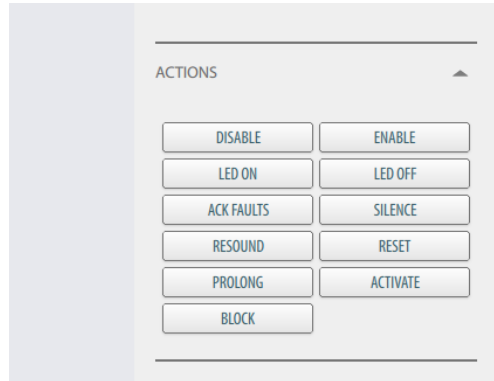 ACTIONS
DISABLE ENABLE
LED ON LED OFF
ACK FAULTS SILENCE
RESOUND RESET
PROLONG ACTIVATE
BLOCK